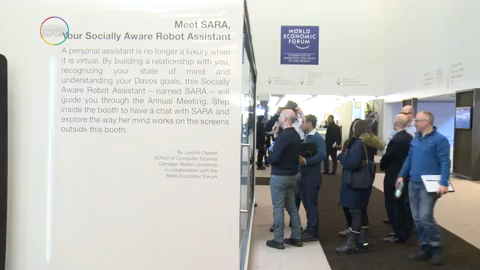 Meet SARA,
Your Socially Aware Robot Assistant
A personal assistant is no longer a luxury when
it is virtual. By building a relationship with you,
recognizing your state of mind and
understanding your Davos goals, this Socially
Aware Robot Assistant – named SARA – will
guide you through the Annual Meeting. Step
inside the booth to have a chat with SARA and
explore the way her mind works on the screens
outside this booth.
By Justine Cassell
School of Computer Science
Carnegie Mellon University
in collaboration with the
World Economic Forum
WORLD
ECONOMIC
FORUM